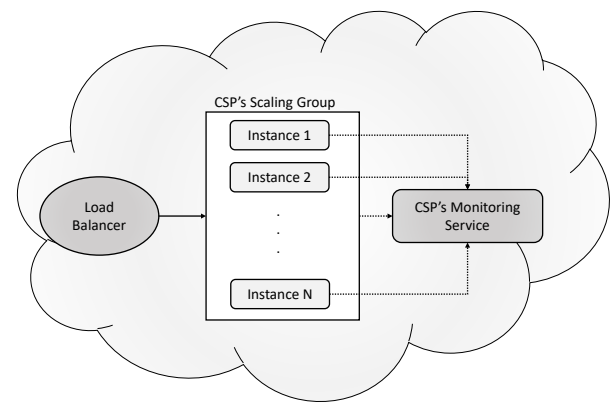 CSP's Scaling Group
Instance 1
Instance 2
.
.
.
Instance N
Load
Balancer
CSP's Monitoring
Service